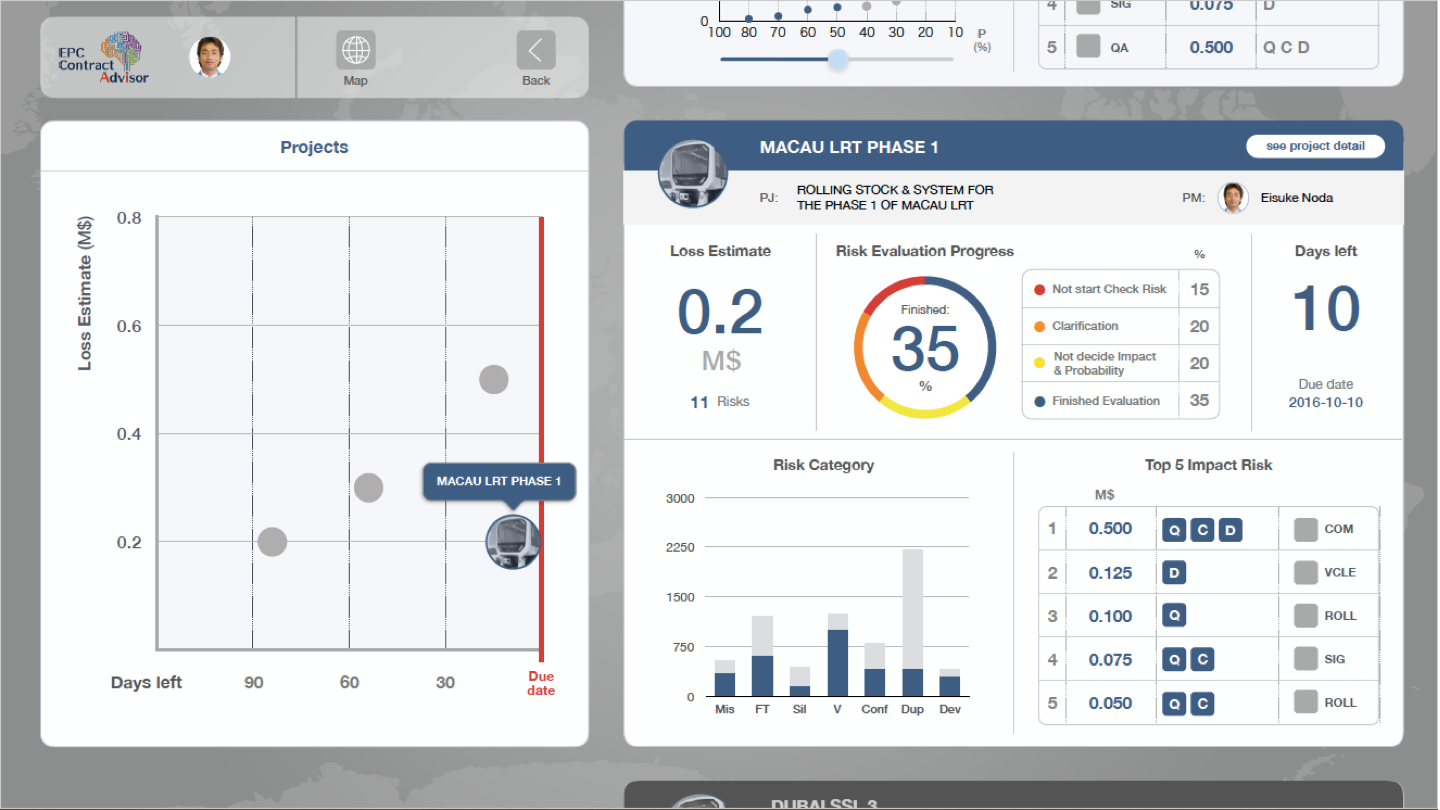 IEPC
Contract
Advisor
Map
Back
0
100 80 70 60 50 40 30 20 10 P
(%)
4 SIG 0.075 D
5 QA 0.500 Q C D
Projects
Loss Estimate (M$)
0.8
0.6
0.4
0.2
MACAU LRT PHASE 1
Days left 90 60 30 Due
date
MACAU LRT PHASE 1
see project detail
PJ: ROLLING STOCK & SYSTEM FOR
THE PHASE 1 OF MACAU LRT
PM: Eisuke Noda
Loss Estimate
0.2
M$
11 Risks
Risk Evaluation Progress
Finished:
35
%
%
Not start Check Risk 15
Clarification 20
Not decide Impact
& Probability 20
Finished Evaluation 35
Days left
10
Due date
2016-10-10
Risk Category
3000
2250
1500
750
0
Mis FT Sil V Conf Dup Dev
Top 5 Impact Risk
M$
1 0.500 Q C D COM
2 0.125 D VCLE
3 0.100 Q ROLL
4 0.075 Q C SIG
5 0.050 Q C ROLL
DUBAI SSL 3